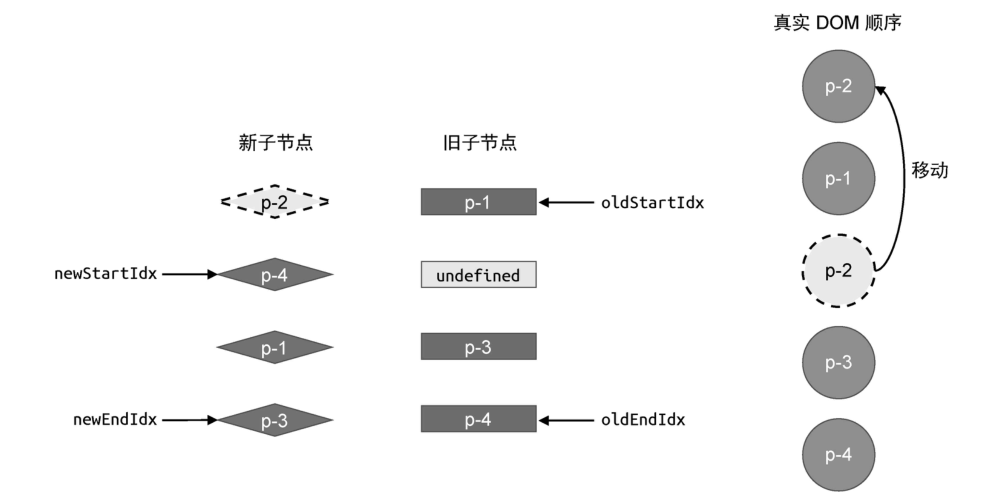 真实 DOM 顺序
p-2
新子节点
旧子节点
p-1
移动
p-2
p-1
oldStartIdx
newStartIdx
p-4
undefined
p-2
p-1
p-3
p-3
newEndIdx
p-3
p-4
oldEndIdx
p-4